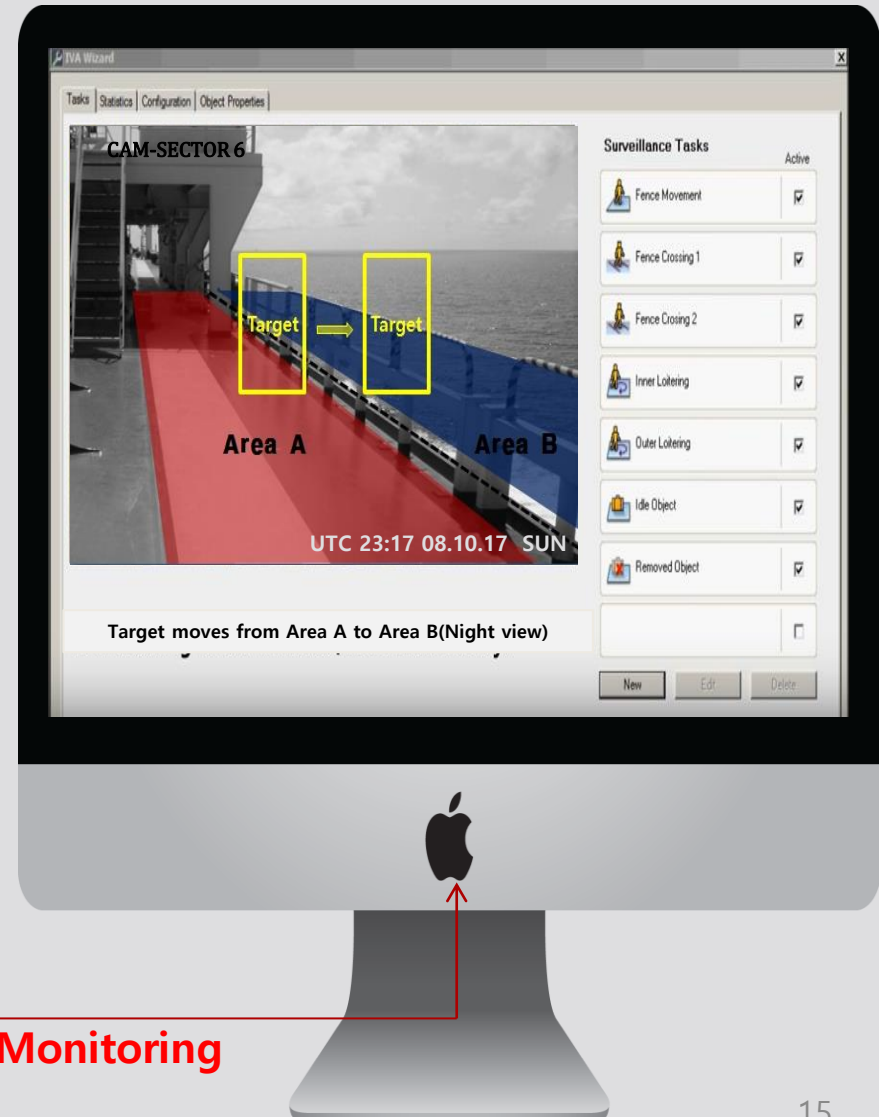 IVA Wizard
X
Tasks
Statistics
Configuration
Object Properties
CAM-SECTOR 6
Surveillance Tasks
Active
Fence Movement
Fence Crossing 1
Fence Crosing 2
Inner Loitering
Outer Loitering
Idle Object
Removed Object
Target
Target
Area A
Area B
UTC 23:17 08.10.17 SUN
Target moves from Area A to Area B(Night view)
New
Edit
Delete
Monitoring
15